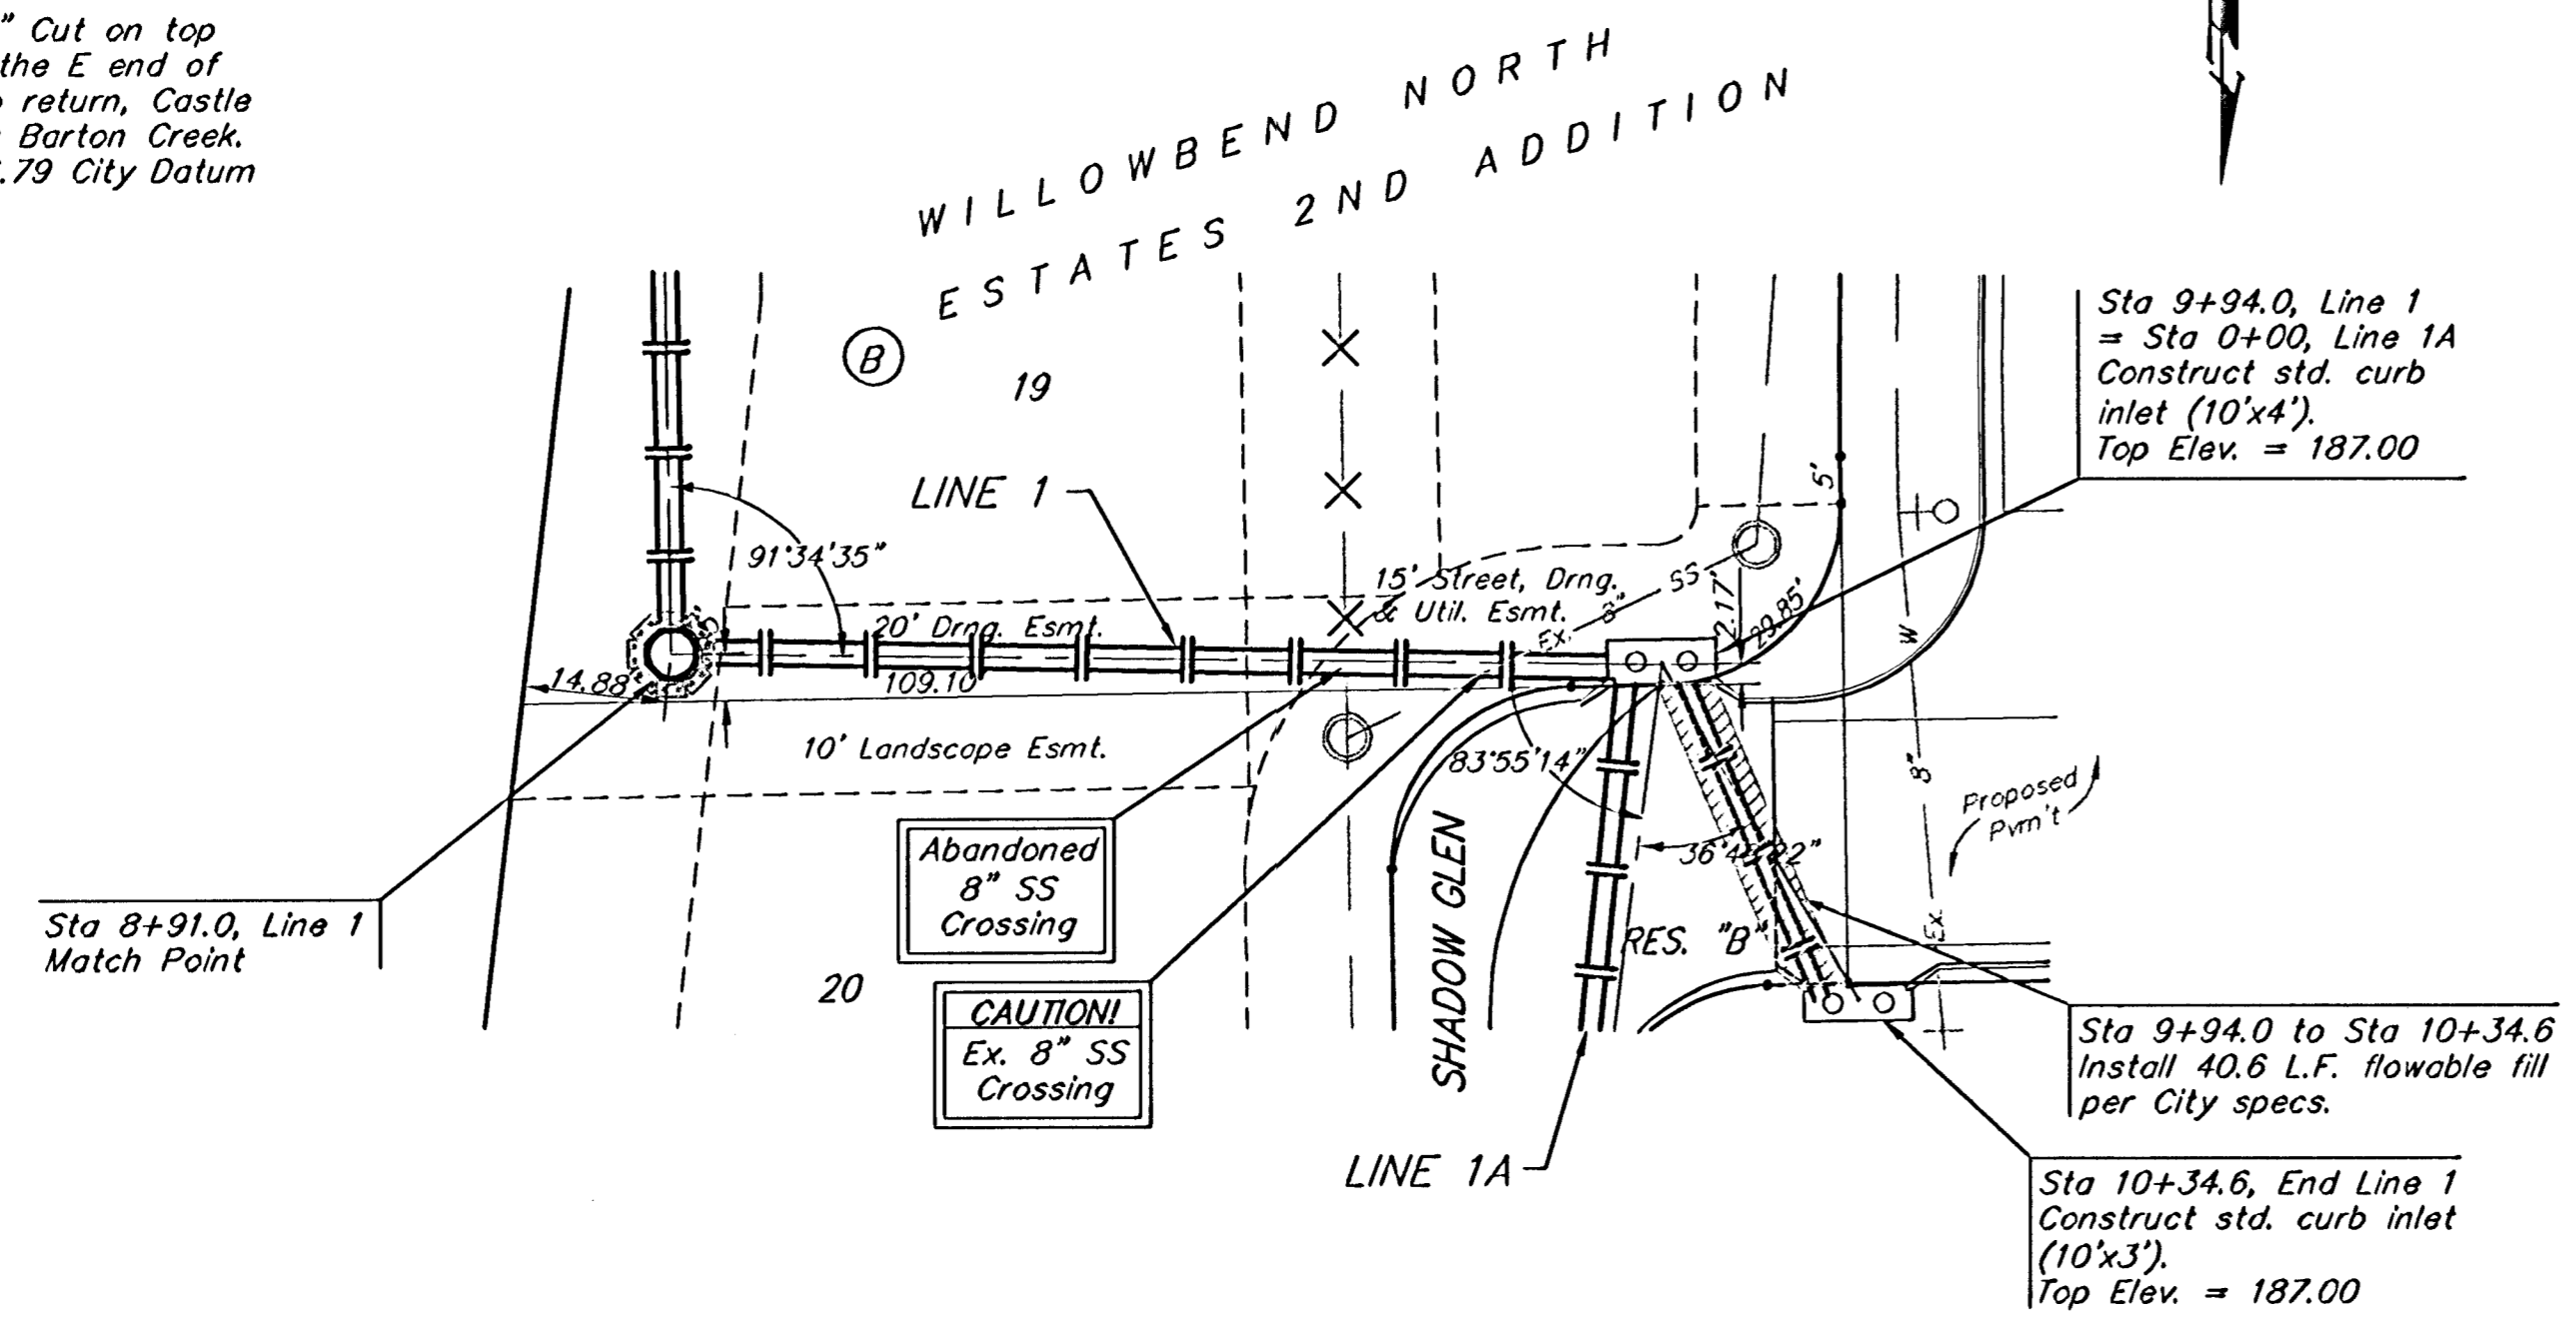 " Cut on top
the E end of
return, Castle
Barton Creek.
.79 City Datum
WILLOWBEND NORTH
ESTATES 2ND ADDITION
B
19
LINE 1
91°34'35"
20' Drng. Esmt.
15' Street, Drng.
& Util. Esmt.
Ex. 8" SS
5'
2.17'
29.85'
14.88
109.10
10' Landscape Esmt.
83°55'14"
Sta 9+94.0, Line 1
= Sta 0+00, Line 1A
Construct std. curb
inlet (10'x4').
Top Elev. = 187.00
W
8"
Ex
Proposed
Pvm't
Abandoned
8" SS
Crossing
CAUTION!
Ex. 8" SS
Crossing
Sta 8+91.0, Line 1
Match Point
20
SHADOW GLEN
RES. "B"
LINE 1A
Sta 9+94.0 to Sta 10+34.6
Install 40.6 L.F. flowable fill
per City specs.
Sta 10+34.6, End Line 1
Construct std. curb inlet
(10'x3').
Top Elev. = 187.00